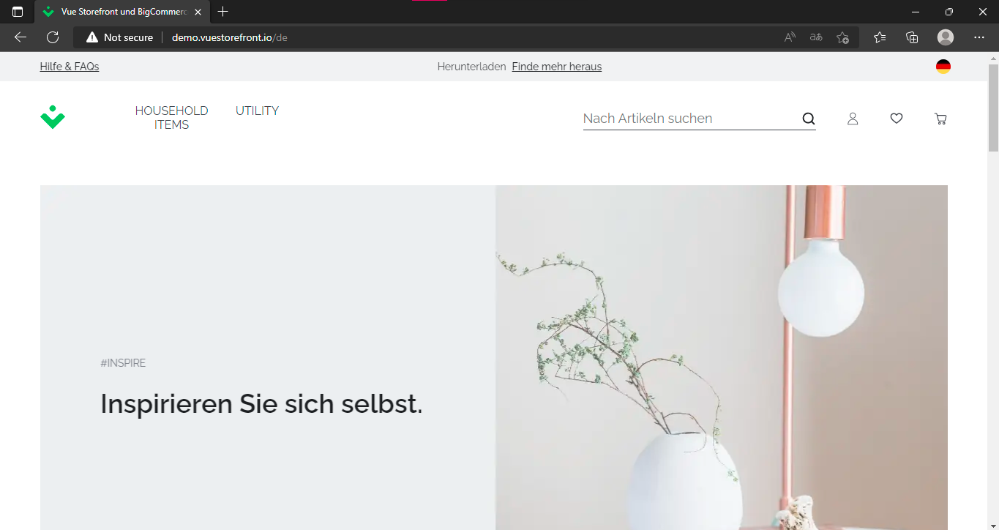 Vue Storefront und BigCommerc
Not secure
demo.vuestorefront.io/de
Hilfe & FAQs
Herunterladen Finde mehr heraus
HOUSEHOLD
ITEMS
UTILITY
Nach Artikeln suchen
#INSPIRE
Inspirieren Sie sich selbst.